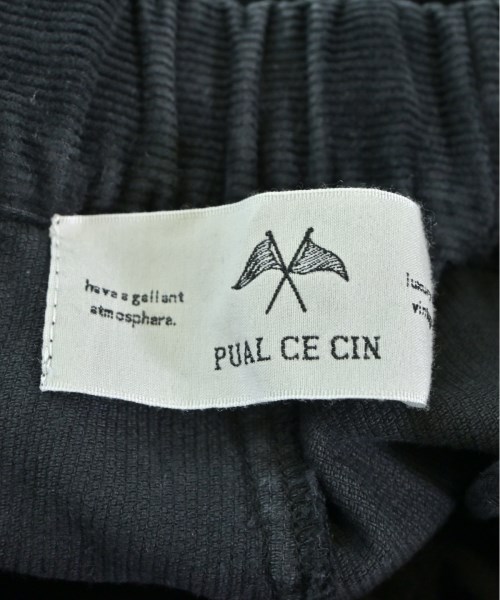 have a gallant
atmosphere.
PUAL CE CIN